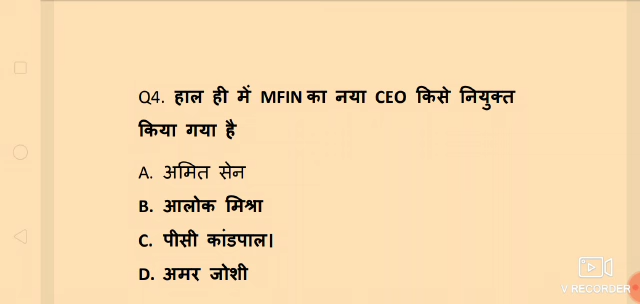 Q4. हाल ही में MFIN का नया CEO किसे नियुक्त
किया गया है
A. अमित सेन
B. आलोक मिश्रा
C. पीसी कांडपाल।
D. अमर जोशी
V RECORDER